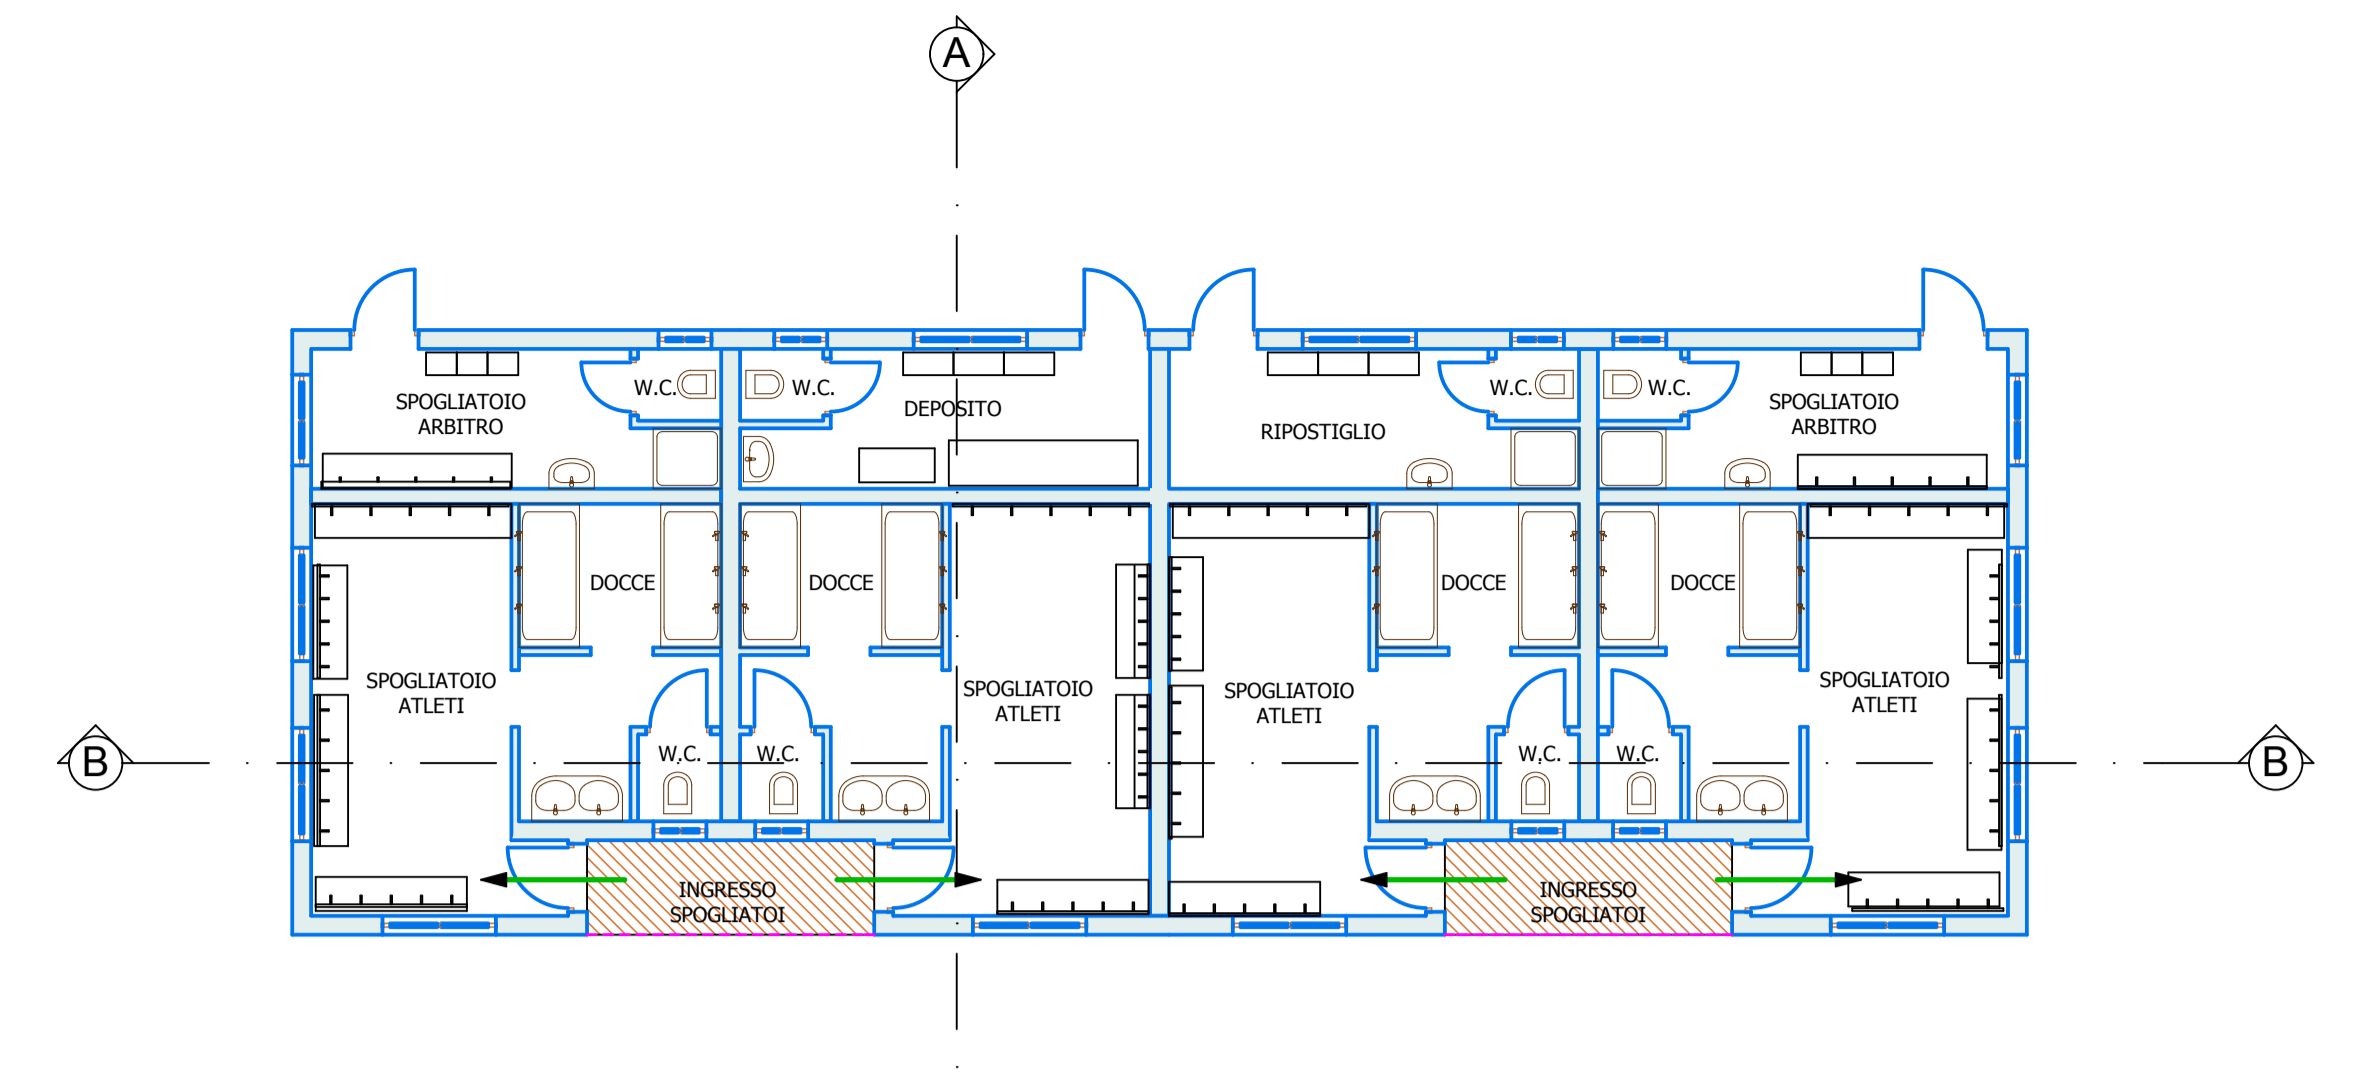 A
W.C.
W.C.
W.C.
W.C.
SPOGLIATOIO
ARBITRO
DEPOSITO
RIPOSTIGLIO
SPOGLIATOIO
ARBITRO
DOCCE
DOCCE
DOCCE
DOCCE
SPOGLIATOIO
ATLETI
SPOGLIATOIO
ATLETI
SPOGLIATOIO
ATLETI
SPOGLIATOIO
ATLETI
B
W.C.
W.C.
W.C.
W.C.
B
INGRESSO
SPOGLIATOI
INGRESSO
SPOGLIATOI